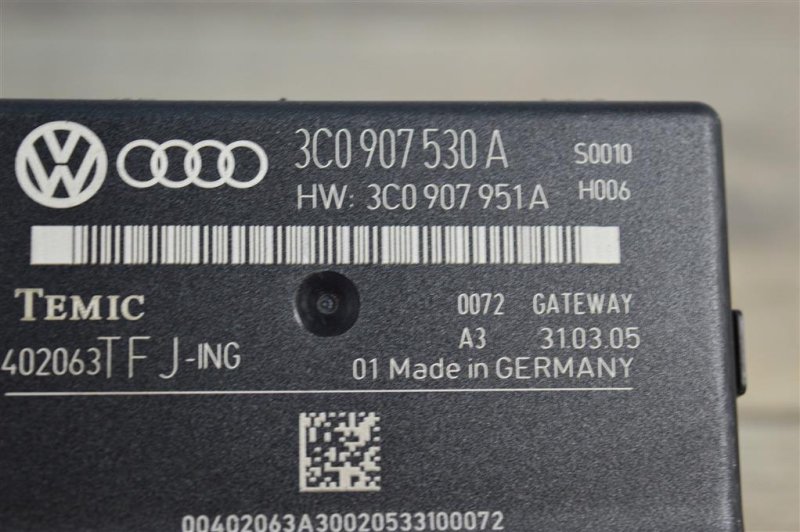 3C0 907 530 A S0010
HW: 3C0 907 951 A H006
TEMIC 0072 GATEWAY
A3 31.03.05
402063TFJ-ING 01 Made in GERMANY
00402063A30020533100072